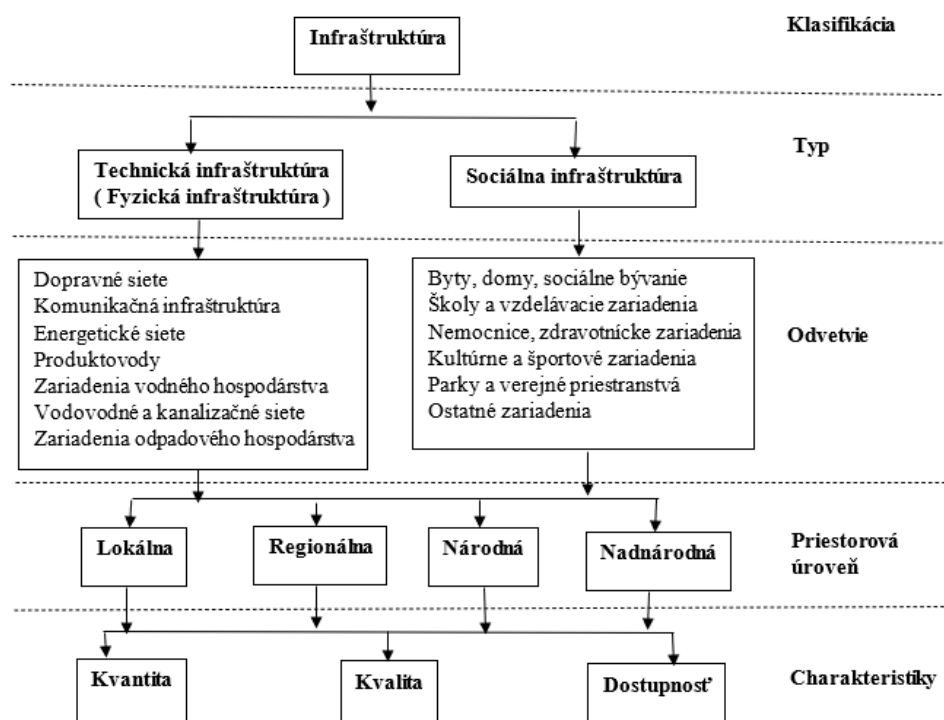 Infraštruktúra
Klasifikácia
Technická infraštruktúra
( Fyzická infraštruktúra )
Sociálna infraštruktúra
Typ
Dopravné siete
Komunikačná infraštruktúra
Energetické siete
Produktovody
Zariadenia vodného hospodárstva
Vodovodné a kanalizačné siete
Zariadenia odpadového hospodárstva
Byty, domy, sociálne bývanie
Školy a vzdelávacie zariadenia
Nemocnice, zdravotnícke zariadenia
Kultúrne a športové zariadenia
Parky a verejné priestranstvá
Ostatné zariadenia
Odvetvie
Lokálna
Regionálna
Národná
Nadnárodná
Priestorová
úroveň
Kvantita
Kvalita
Dostupnosť
Charakteristiky